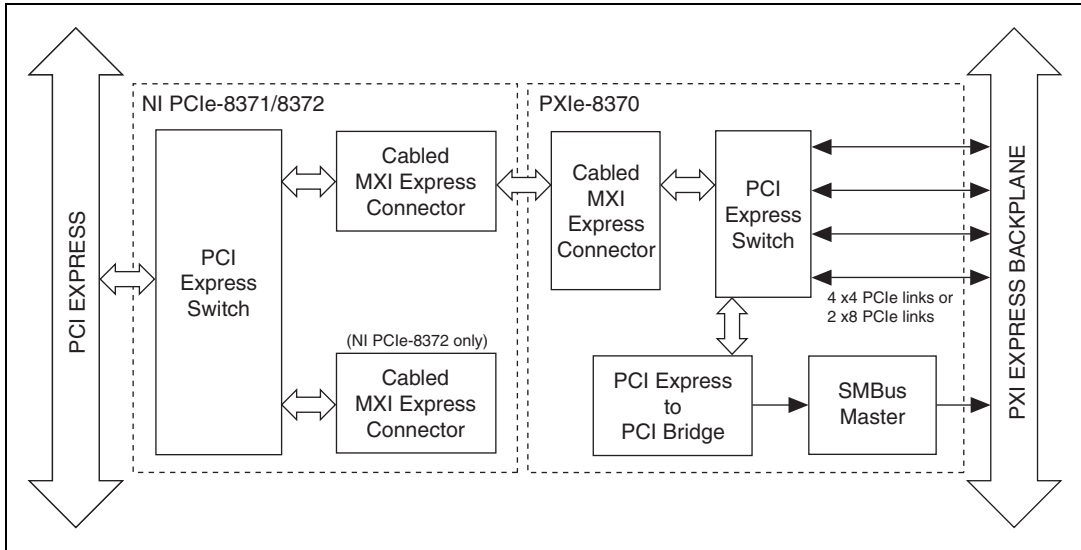 PCI EXPRESS
NI PCIe-8371/8372
PCI
Express
Switch
Cabled
MXI Express
Connector
(NI PCIe-8372 only)
Cabled
MXI Express
Connector
PXIe-8370
Cabled
MXI
Express
Connector
PCI
Express
Switch
4 x4 PCIe links or
2 x8 PCIe links
PCI Express
to
PCI Bridge
SMBus
Master
PXI EXPRESS BACKPLANE